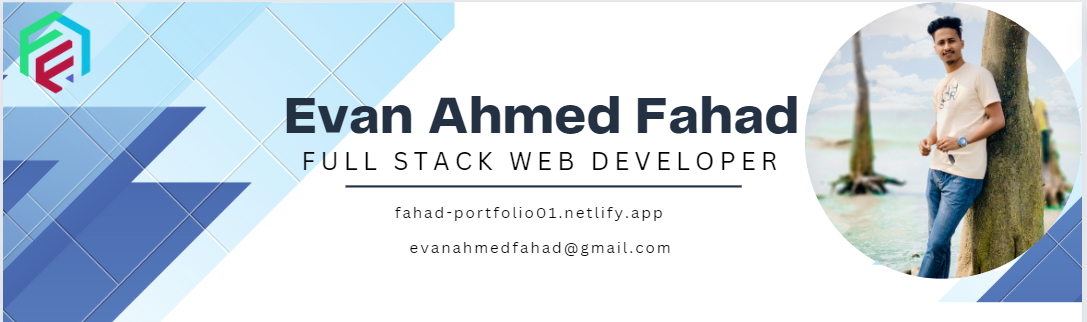 Evan Ahmed Fahad
FULL STACK WEB DEVELOPER
fahad-portfolio01.netlify.app
evanahmedfahad@gmail.com